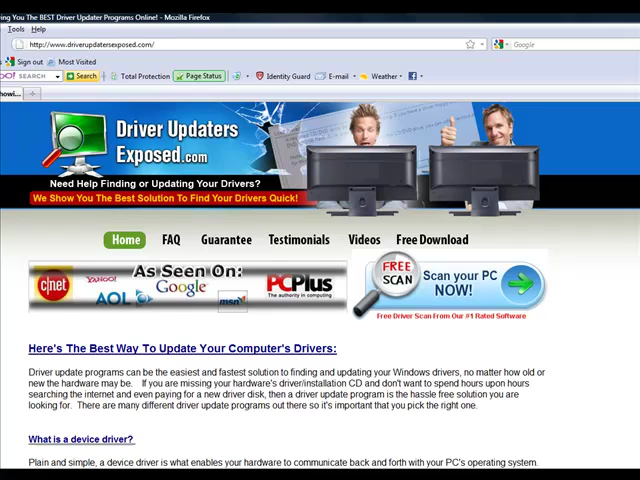 ing You The BEST Driver Updater Programs Online! - Mozilla Firefox
Tools Help
http://www.driverupdatersexposed.com/
Google
SEARCH Search Total Protection Page Status Identity Guard E-mail Weather
Sign out Most Visited
Driver Updaters
Exposed.com
Need Help Finding or Updating Your Drivers?
We Show You The Best Solution To Find Your Drivers Quick!
Home FAQ Guarantee Testimonials Videos Free Download
As Seen On:
c|net YAHOO! AOL Google msn PCPlus
The authority in computing
FREE SCAN
Scan your PC
NOW!
Free Driver Scan From Our #1 Rated Software
Here's The Best Way To Update Your Computer's Drivers:
Driver update programs can be the easiest and fastest solution to finding and updating your Windows drivers, no matter how old or
new the hardware may be. If you are missing your hardware's driver/installation CD and don't want to spend hours upon hours
searching the internet and even paying for a new driver disk, then a driver update program is the hassle free solution you are
looking for. There are many different driver update programs out there so it's important that you pick the right one.
What is a device driver?
Plain and simple, a device driver is what enables your hardware to communicate back and forth with your PC's operating system.